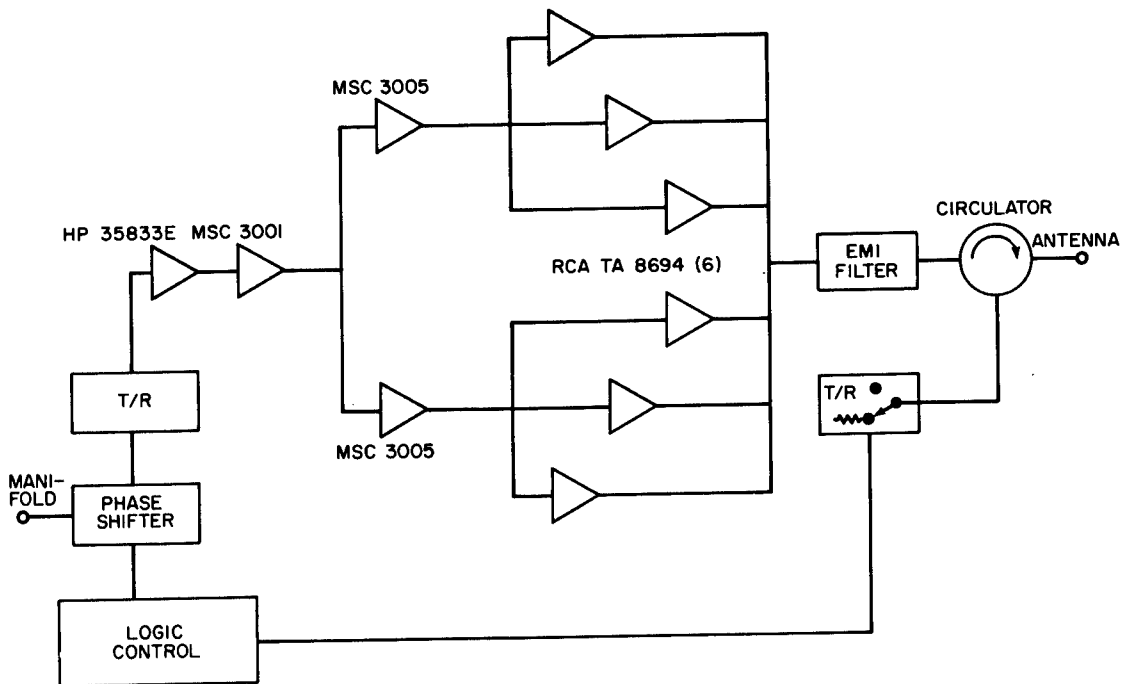 MSC 3005
HP 35833E MSC 3001
RCA TA 8694 (6)
EMI
FILTER
CIRCULATOR
ANTENNA
T/R
T/R
MSC 3005
MANI-
FOLD
PHASE
SHIFTER
LOGIC
CONTROL